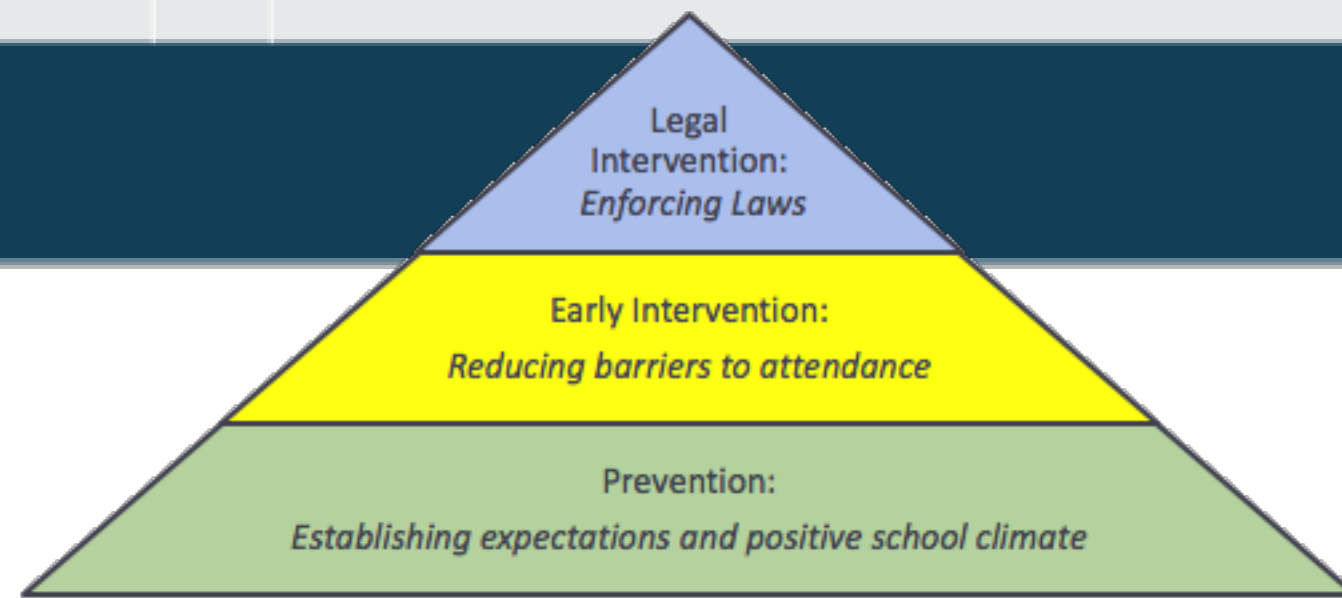 Legal
Intervention:
Enforcing Laws
Early Intervention:
Reducing barriers to attendance
Prevention:
Establishing expectations and positive school climate